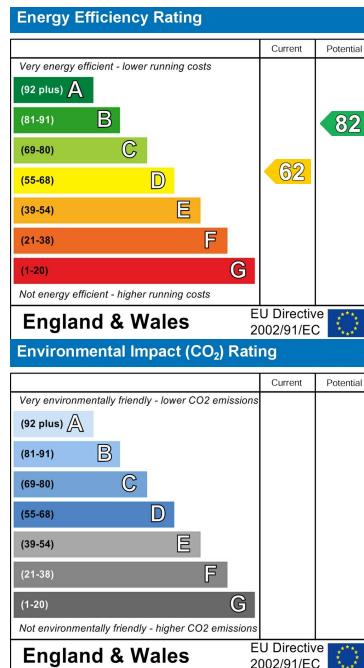 Energy Efficiency Rating
Current Potential
Very energy efficient - lower running costs
(92 plus) A
(81-91) B
82
(69-80) C
(55-68) D
62
(39-54) E
(21-38) F
(1-20) G
Not energy efficient - higher running costs
England & Wales
EU Directive
2002/91/EC
Environmental Impact (CO₂) Rating
Current Potential
Very environmentally friendly - lower CO2 emissions
(92 plus) A
(81-91) B
(69-80) C
(55-68) D
(39-54) E
(21-38) F
(1-20) G
Not environmentally friendly - higher CO2 emissions
England & Wales
EU Directive
2002/91/EC